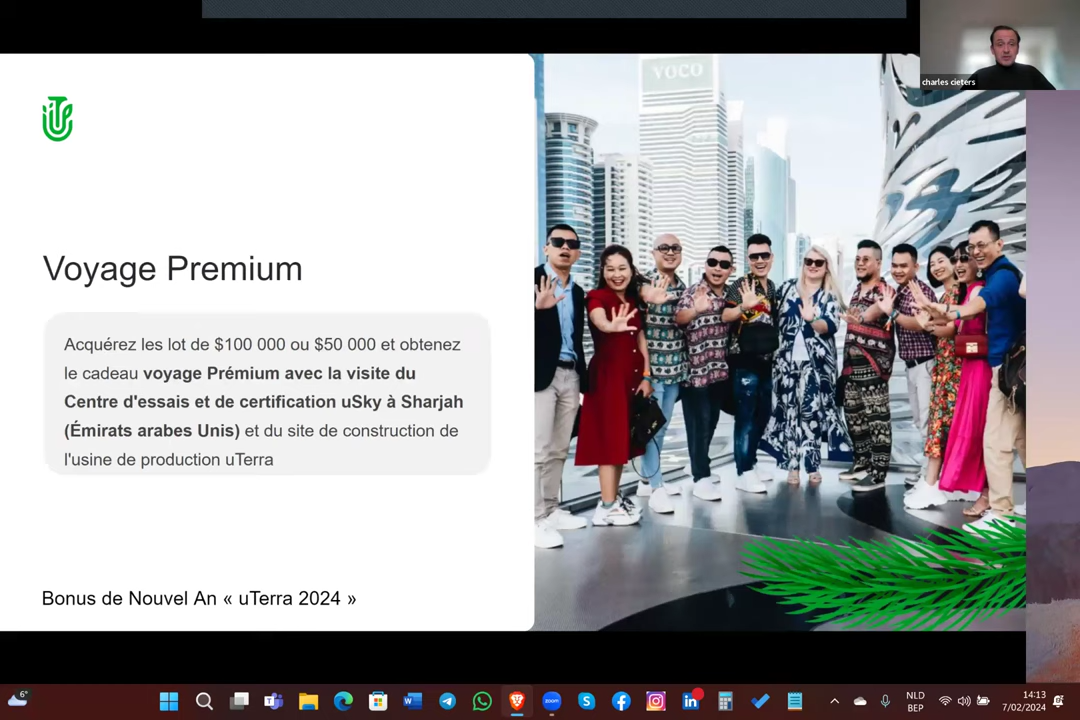 VOCO
charles cieters
Voyage Premium
Acquérez les lot de $100 000 ou $50 000 et obtenez
le cadeau voyage Prémium avec la visite du
Centre d'essais et de certification uSky à Sharjah
(Émirats arabes Unis) et du site de construction de
l'usine de production uTerra
Bonus de Nouvel An « uTerra 2024 »
6°
zoom
NLD
BEP
14:13
7/02/2024